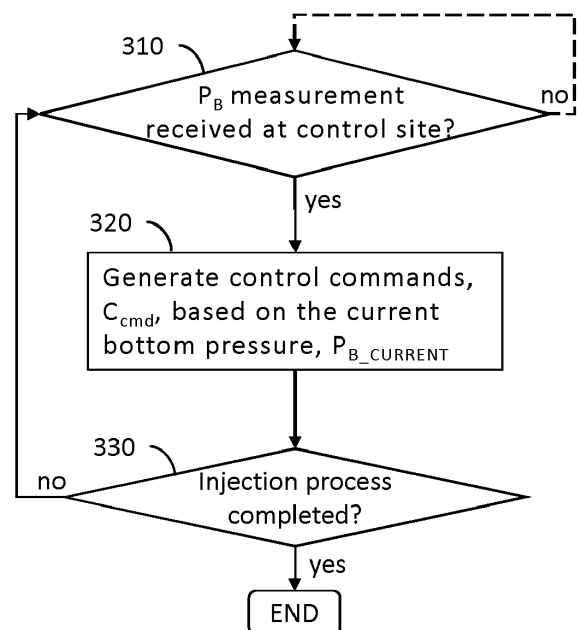 310
P_B measurement
received at control site?
no
yes
320
Generate control commands,
C_cmd, based on the current
bottom pressure, P_B_CURRENT
330
no
Injection process
completed?
yes
END